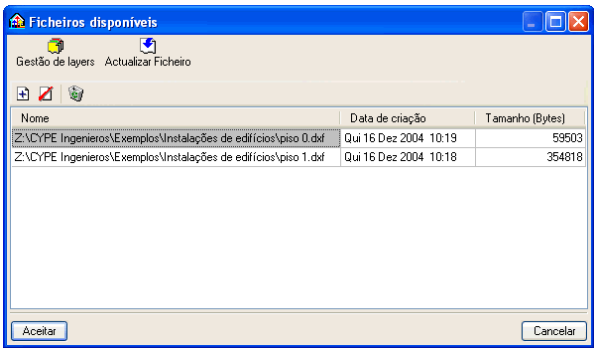 Ficheiros disponíveis
Gestão de layers Actualizar Ficheiro
Nome Data de criação Tamanho (Bytes)
Z:\CYPE Ingenieros\Exemplos\Instalações de edifícios\piso 0.dxf Qui 16 Dez 2004 10:19 59503
Z:\CYPE Ingenieros\Exemplos\Instalações de edifícios\piso 1.dxf Qui 16 Dez 2004 10:18 354818
Aceitar Cancelar